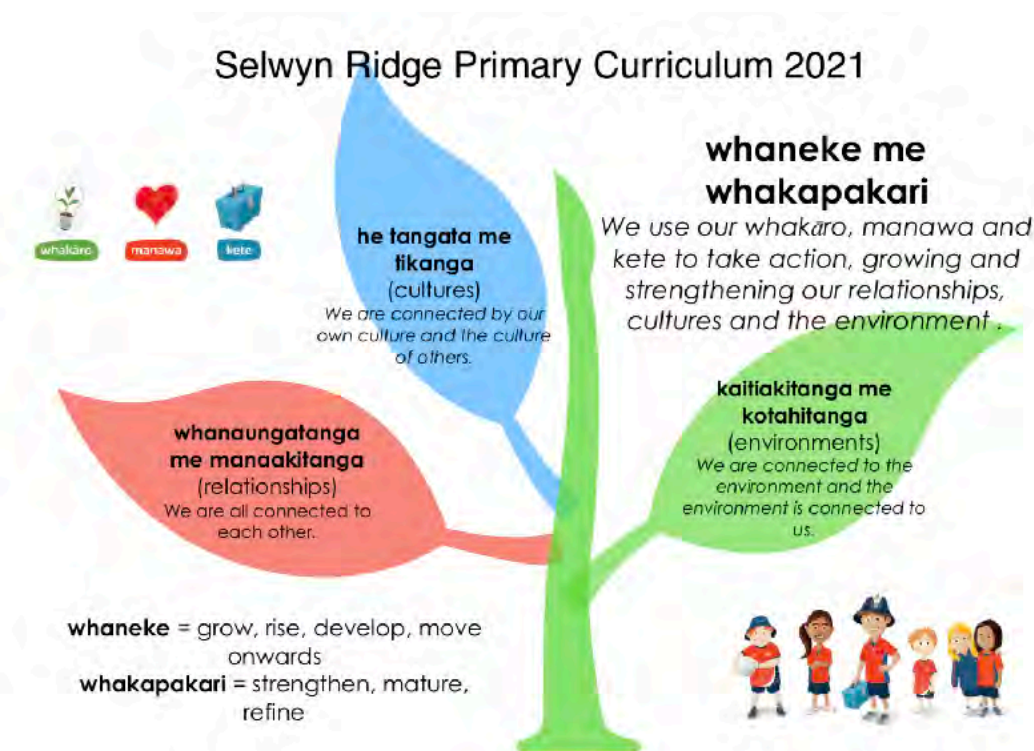 Selwyn Ridge Primary Curriculum 2021
whaneke me
whakapakari
We use our whakāro, manawa and
kete to take action, growing and
strengthening our relationships,
cultures and the environment .
whakāro
manawa
kete
he tangata me
tikanga
(cultures)
We are connected by our
own culture and the culture
of others.
kaitiakitanga me
kotahitanga
(environments)
We are connected to the
environment and the
environment is connected to
us.
whanaungatanga
me manaakitanga
(relationships)
We are all connected to
each other.
whaneke = grow, rise, develop, move
onwards
whakapakari = strengthen, mature,
refine